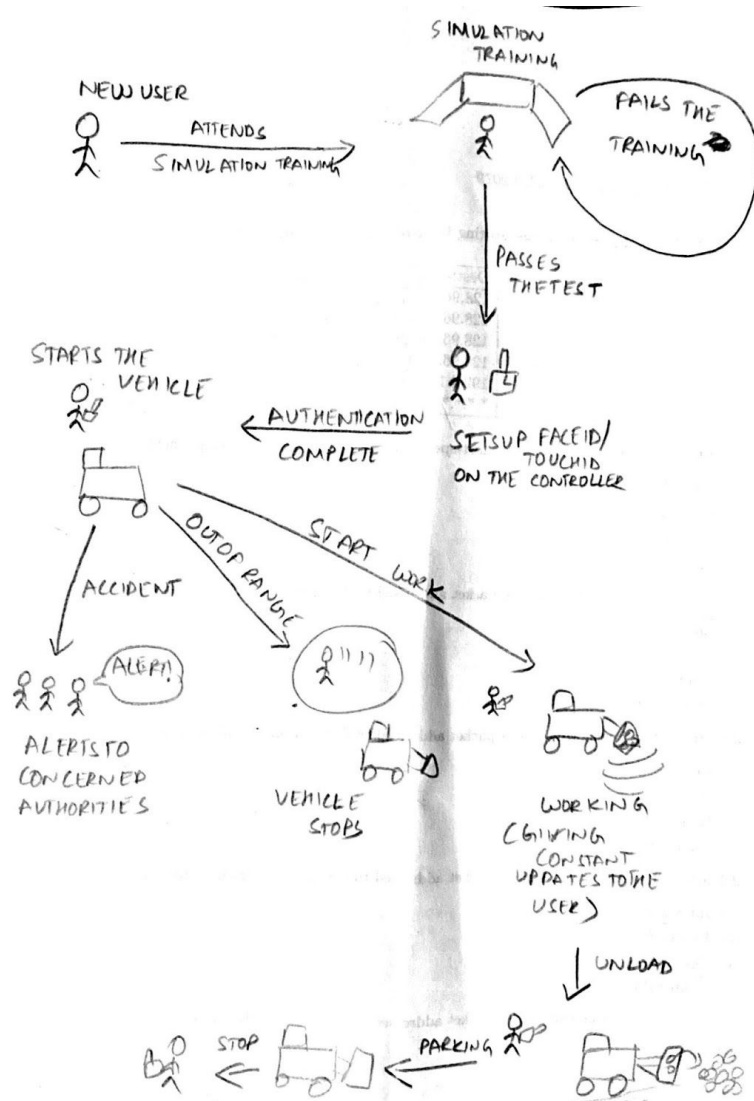 SIMULATION
TRAINING
NEW USER
ATTENDS
SIMULATION TRAINING
FAILS THE
TRAINING
PASSES
THE TEST
STARTS THE
VEHICLE
AUTHENTICATION
COMPLETE
SETS UP FACEID/
TOUCHID
ON THE CONTROLLER
ACCIDENT
OUT OF RANGE
START WORK
ALERT!
ALERTS TO
CONCERNED
AUTHORITIES
VEHICLE
STOPS
WORKING
(GIVING
CONSTANT
UPDATES TO THE
USER)
UNLOAD
PARKING
STOP